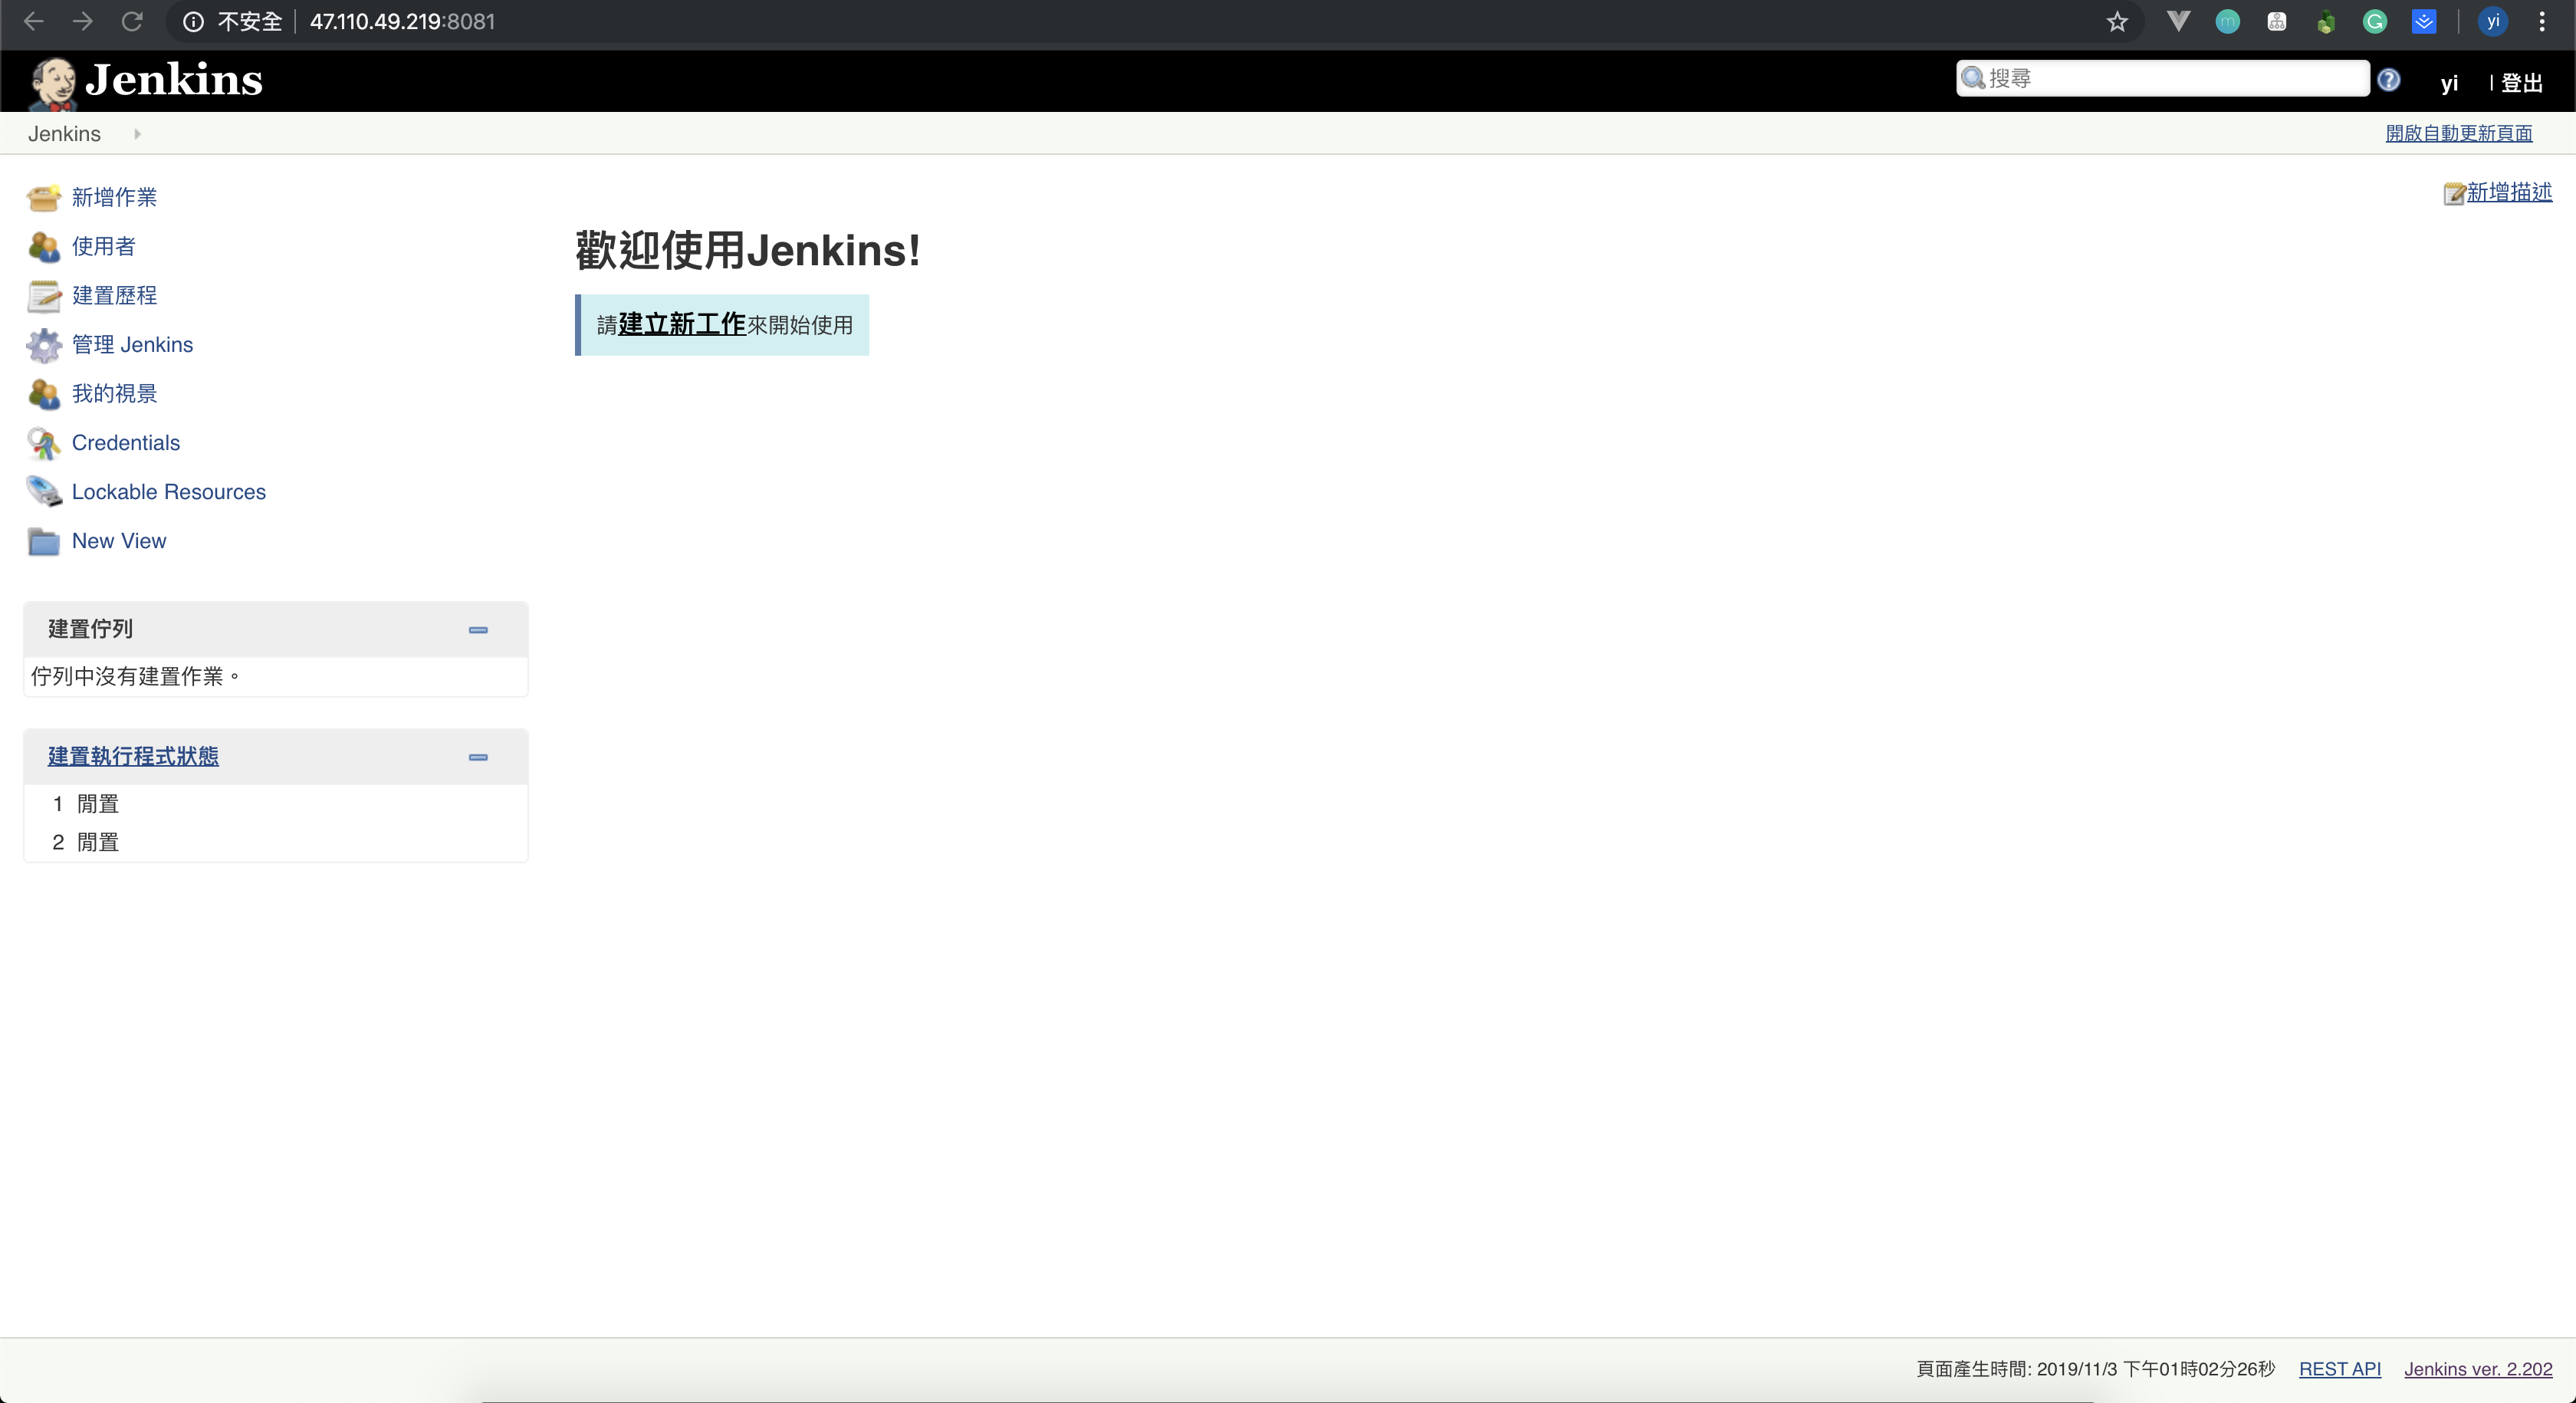 不安全 47.110.49.219:8081
yi
Jenkins
搜尋
yi
登出
Jenkins
開啟自動更新頁面
新增作業
使用者
建置歷程
管理 Jenkins
我的視景
Credentials
Lockable Resources
New View
新增描述
歡迎使用Jenkins!
請建立新工作來開始使用
建置佇列
佇列中沒有建置作業。
建置執行程式狀態
1 閒置
2 閒置
頁面產生時間: 2019/11/3 下午01時02分26秒 REST API Jenkins ver. 2.202